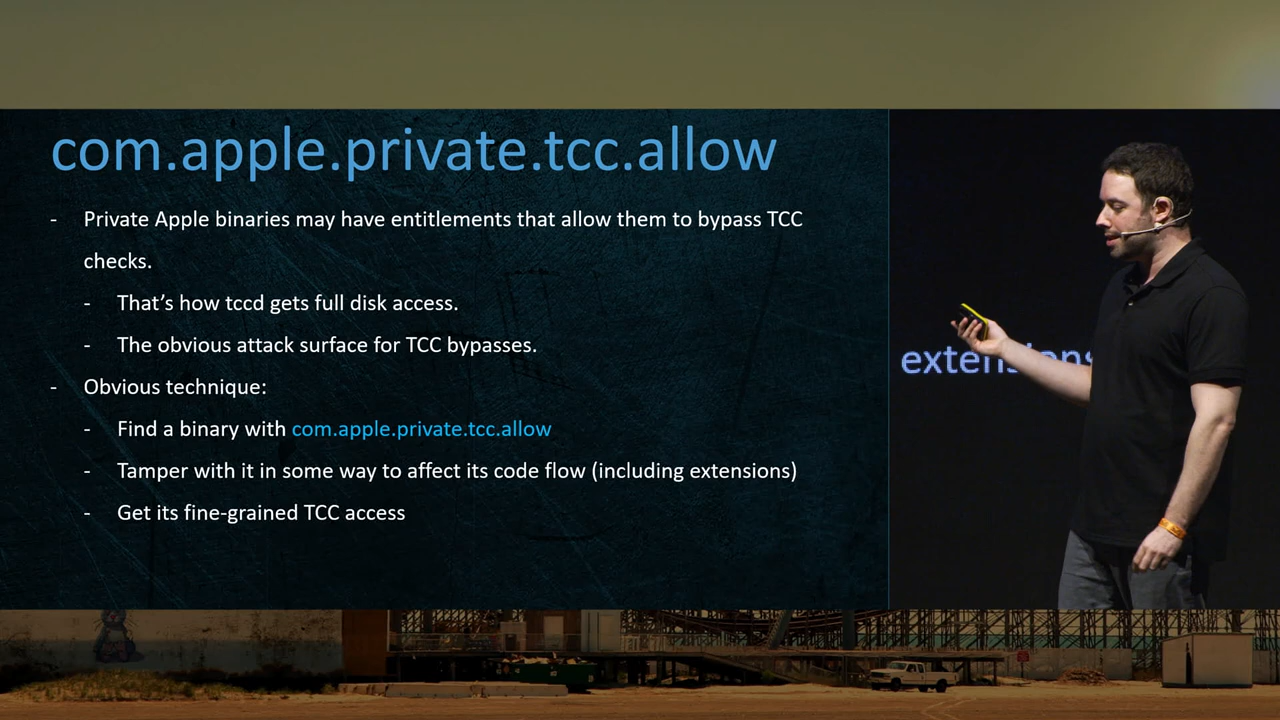 com.apple.private.tcc.allow
- Private Apple binaries may have entitlements that allow them to bypass TCC
checks.
- That’s how tccd gets full disk access.
- The obvious attack surface for TCC bypasses.
- Obvious technique:
- Find a binary with com.apple.private.tcc.allow
- Tamper with it in some way to affect its code flow (including extensions)
- Get its fine-grained TCC access
extensions